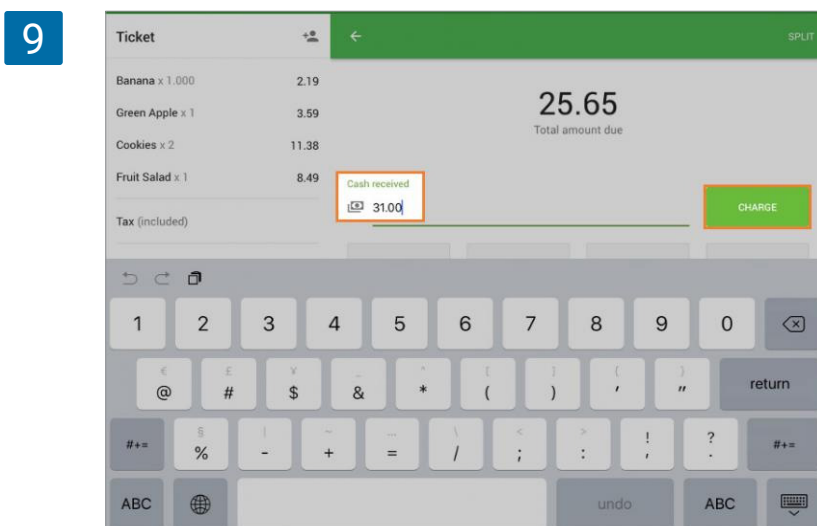 9
Ticket
SPLIT
Banana x 1.000 2.19
Green Apple x 1 3.59
Cookies x 2 11.38
Fruit Salad x 1 8.49
Tax (included)
25.65
Total amount due
Cash received
31.00
CHARGE
1 2 3 4 5 6 7 8 9 0
€ £ ¥ _ ^ [ ] { }
@ # $ & * ( ) ' "
return
§ | ~ … \ < > ! ?
#+= % - + = / ; : , . #+=
ABC undo ABC